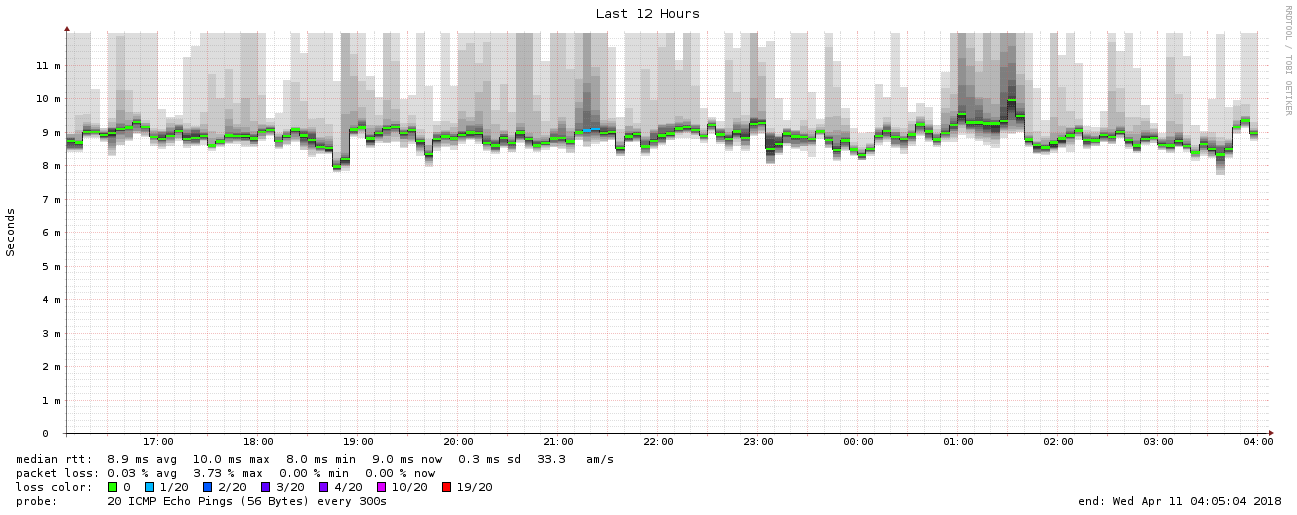 Last 12 Hours
RRDTOOL / TOBI OETIKER
Seconds
11 m
10 m
9 m
8 m
7 m
6 m
5 m
4 m
3 m
2 m
1 m
0
17:00 18:00 19:00 20:00 21:00 22:00 23:00 00:00 01:00 02:00 03:00 04:00
median rtt: 8.9 ms avg 10.0 ms max 8.0 ms min 9.0 ms now 0.3 ms sd 33.3 am/s
packet loss: 0.03 % avg 3.73 % max 0.00 % min 0.00 % now
loss color: 0 1/20 2/20 3/20 4/20 10/20 19/20
probe: 20 ICMP Echo Pings (56 Bytes) every 300s end: Wed Apr 11 04:05:04 2018